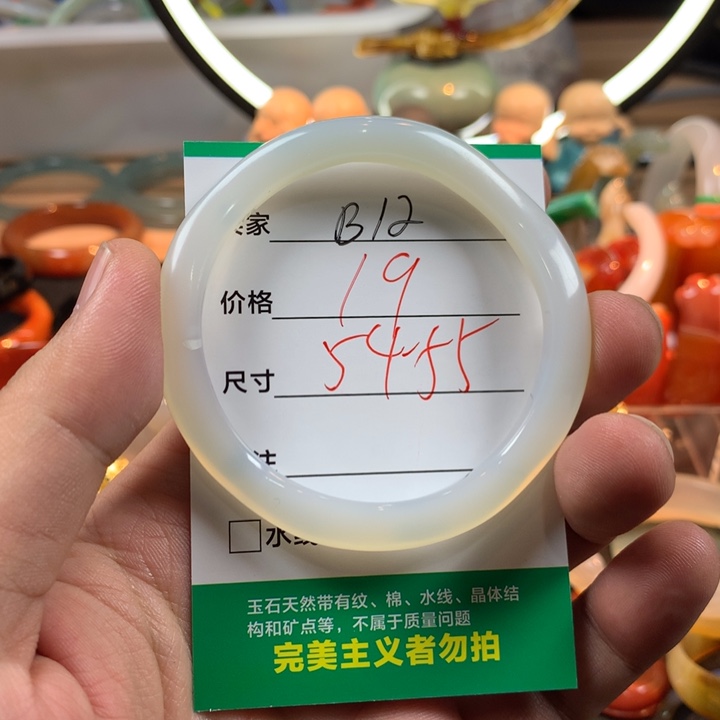 家 B12
价格 19
尺寸 54-55
注
水线
玉石天然带有纹、棉、水线、晶体结
构和矿点等，不属于质量问题
完美主义者勿拍